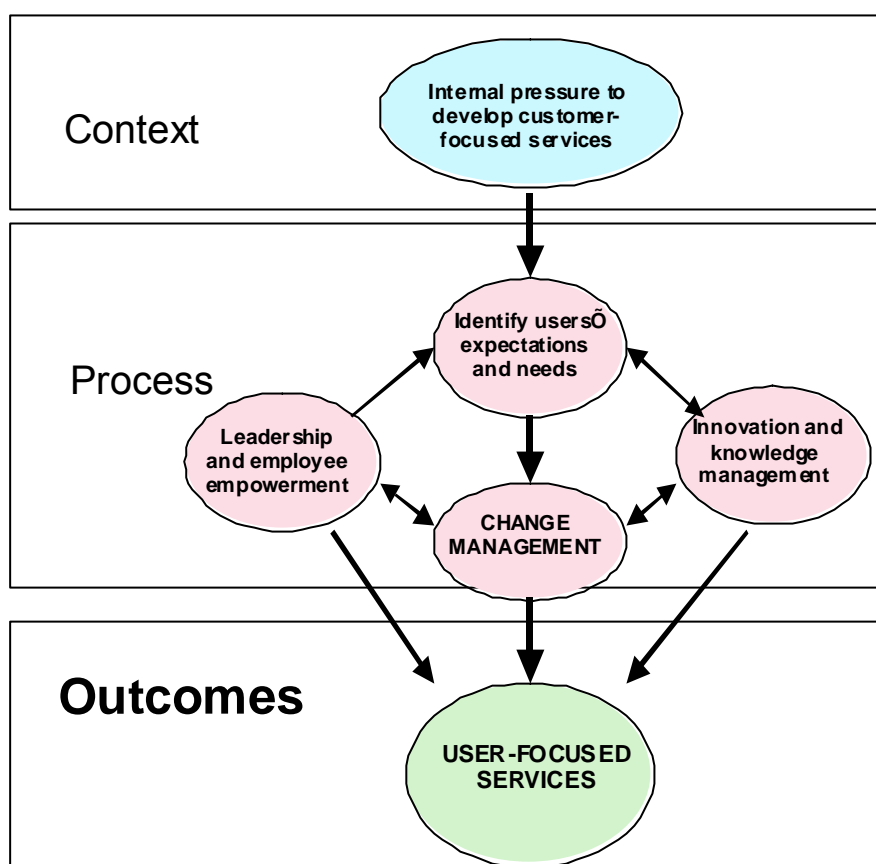 Context
Internal pressure to
develop customer-
focused services
Process
Identify usersÕ
expectations
and needs
Leadership
and employee
empowerment
Innovation and
knowledge
management
CHANGE
MANAGEMENT
Outcomes
USER-FOCUSED
SERVICES